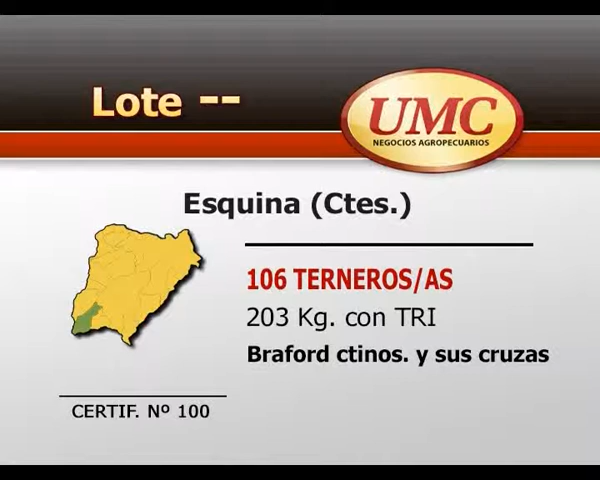 Lote --
UMC
NEGOCIOS AGROPECUARIOS
Esquina (Ctes.)
106 TERNEROS/AS
203 Kg. con TRI
Braford ctinos. y sus cruzas
CERTIF. Nº 100